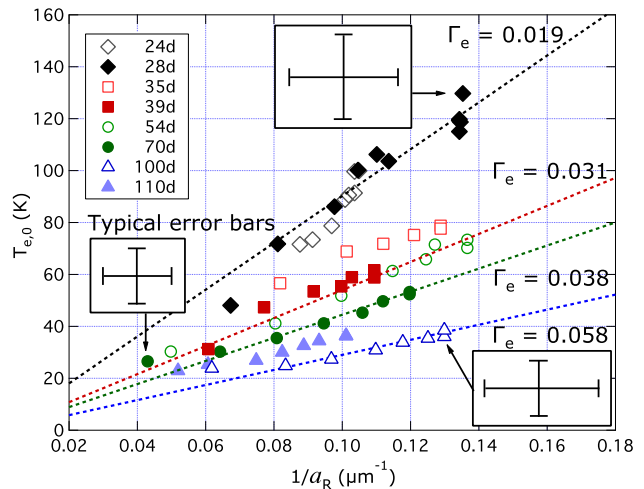 160
140
120
100
80
60
40
20
0
T_e,0 (K)
24d
28d
35d
39d
54d
70d
100d
110d
Γ_e = 0.019
Γ_e = 0.031
Typical error bars
Γ_e = 0.038
Γ_e = 0.058
0.02 0.04 0.06 0.08 0.10 0.12 0.14 0.16 0.18
1/a_R (µm⁻¹)